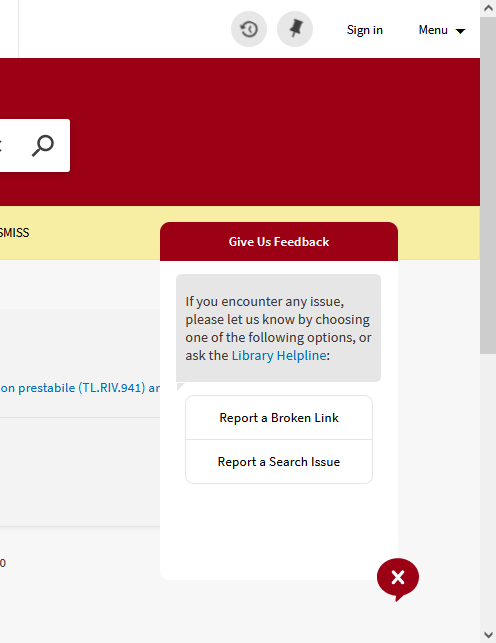 Sign in
Menu
SMISS
Give Us Feedback
If you encounter any issue,
please let us know by choosing
one of the following options, or
ask the Library Helpline:
on prestabile (TL.RIV.941) ar
Report a Broken Link
Report a Search Issue
0